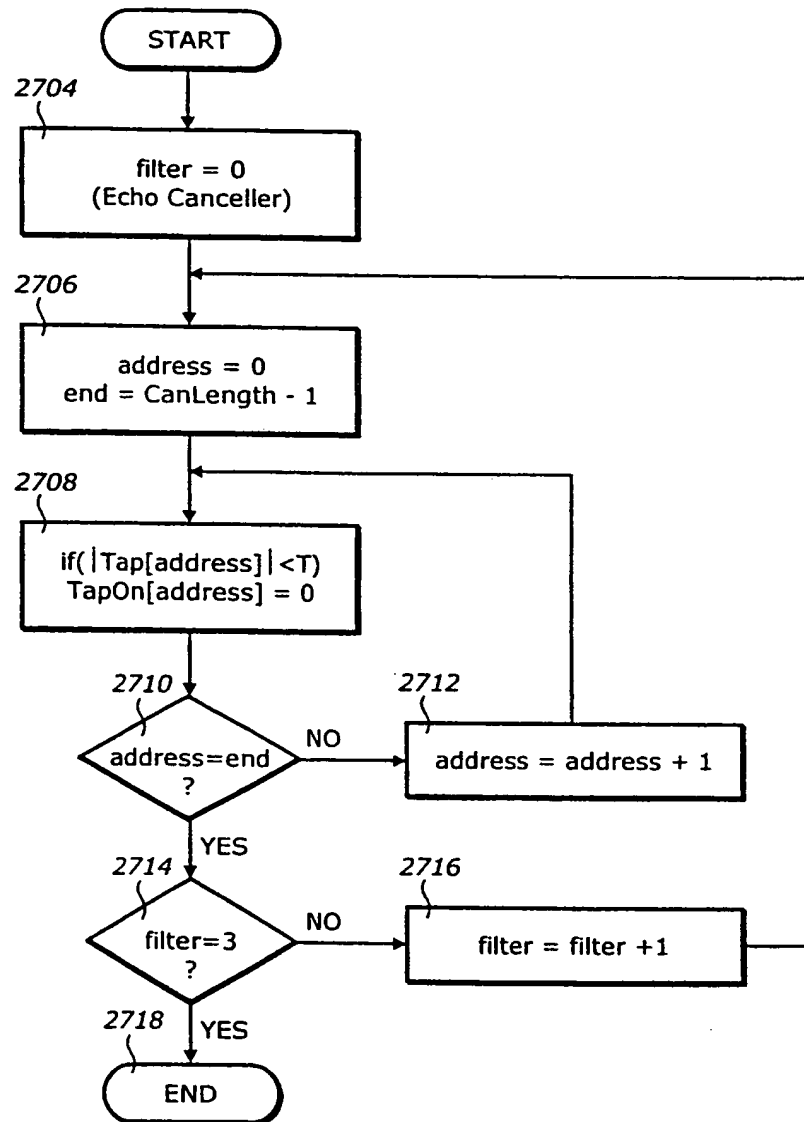 START
2704
filter = 0
(Echo Canceller)
2706
address = 0
end = CanLength - 1
2708
if(|Tap[address]|<T)
TapOn[address] = 0
2710
address=end
?
NO
2712
address = address + 1
YES
2714
filter=3
?
NO
2716
filter = filter +1
YES
2718
END